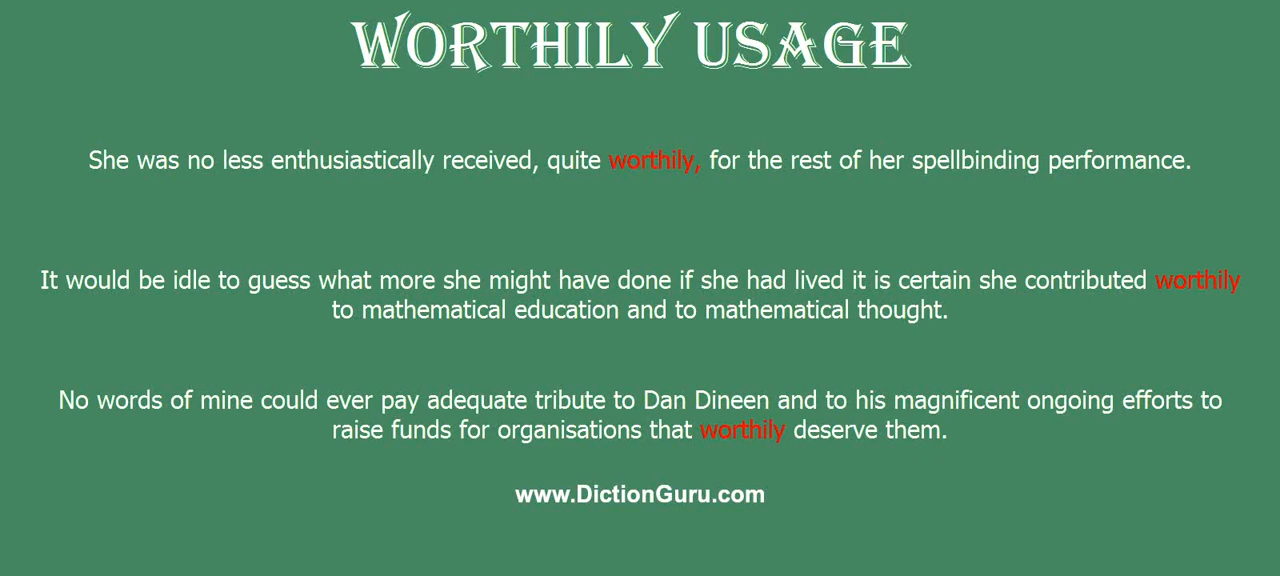 WORTHILY USAGE
She was no less enthusiastically received, quite worthily, for the rest of her spellbinding performance.
It would be idle to guess what more she might have done if she had lived it is certain she contributed worthily
to mathematical education and to mathematical thought.
No words of mine could ever pay adequate tribute to Dan Dineen and to his magnificent ongoing efforts to
raise funds for organisations that worthily deserve them.
www.DictionGuru.com